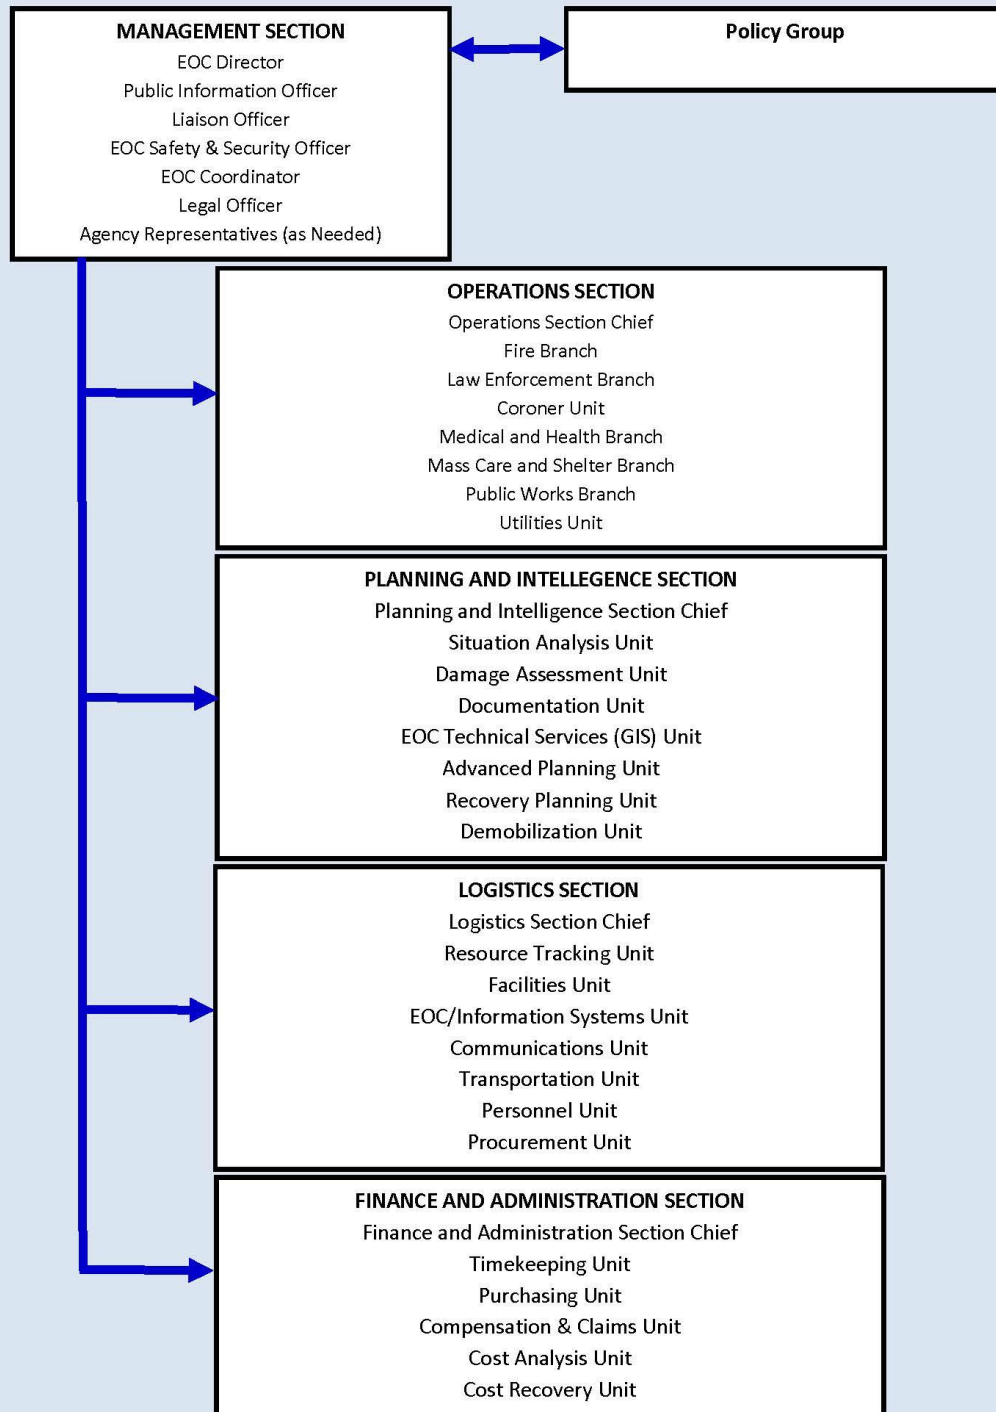 MANAGEMENT SECTION
EOC Director
Public Information Officer
Liaison Officer
EOC Safety & Security Officer
EOC Coordinator
Legal Officer
Agency Representatives (as Needed)
Policy Group
OPERATIONS SECTION
Operations Section Chief
Fire Branch
Law Enforcement Branch
Coroner Unit
Medical and Health Branch
Mass Care and Shelter Branch
Public Works Branch
Utilities Unit
PLANNING AND INTELLEGENCE SECTION
Planning and Intelligence Section Chief
Situation Analysis Unit
Damage Assessment Unit
Documentation Unit
EOC Technical Services (GIS) Unit
Advanced Planning Unit
Recovery Planning Unit
Demobilization Unit
LOGISTICS SECTION
Logistics Section Chief
Resource Tracking Unit
Facilities Unit
EOC/Information Systems Unit
Communications Unit
Transportation Unit
Personnel Unit
Procurement Unit
FINANCE AND ADMINISTRATION SECTION
Finance and Administration Section Chief
Timekeeping Unit
Purchasing Unit
Compensation & Claims Unit
Cost Analysis Unit
Cost Recovery Unit